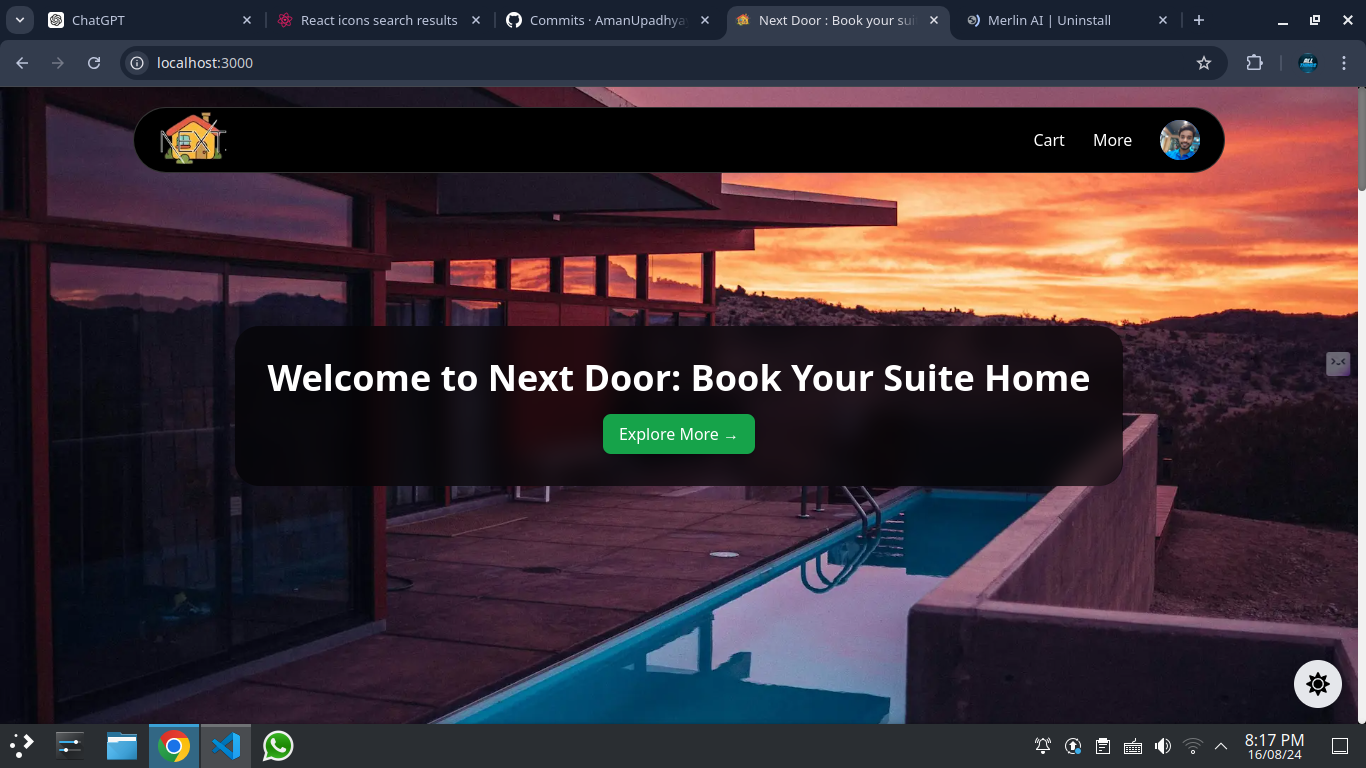 ChatGPT
React icons search results
Commits · AmanUpadhya
Next Door : Book your sui
Merlin AI | Uninstall
localhost:3000
NEXT
Cart
More
Welcome to Next Door: Book Your Suite Home
Explore More →
8:17 PM
16/08/24